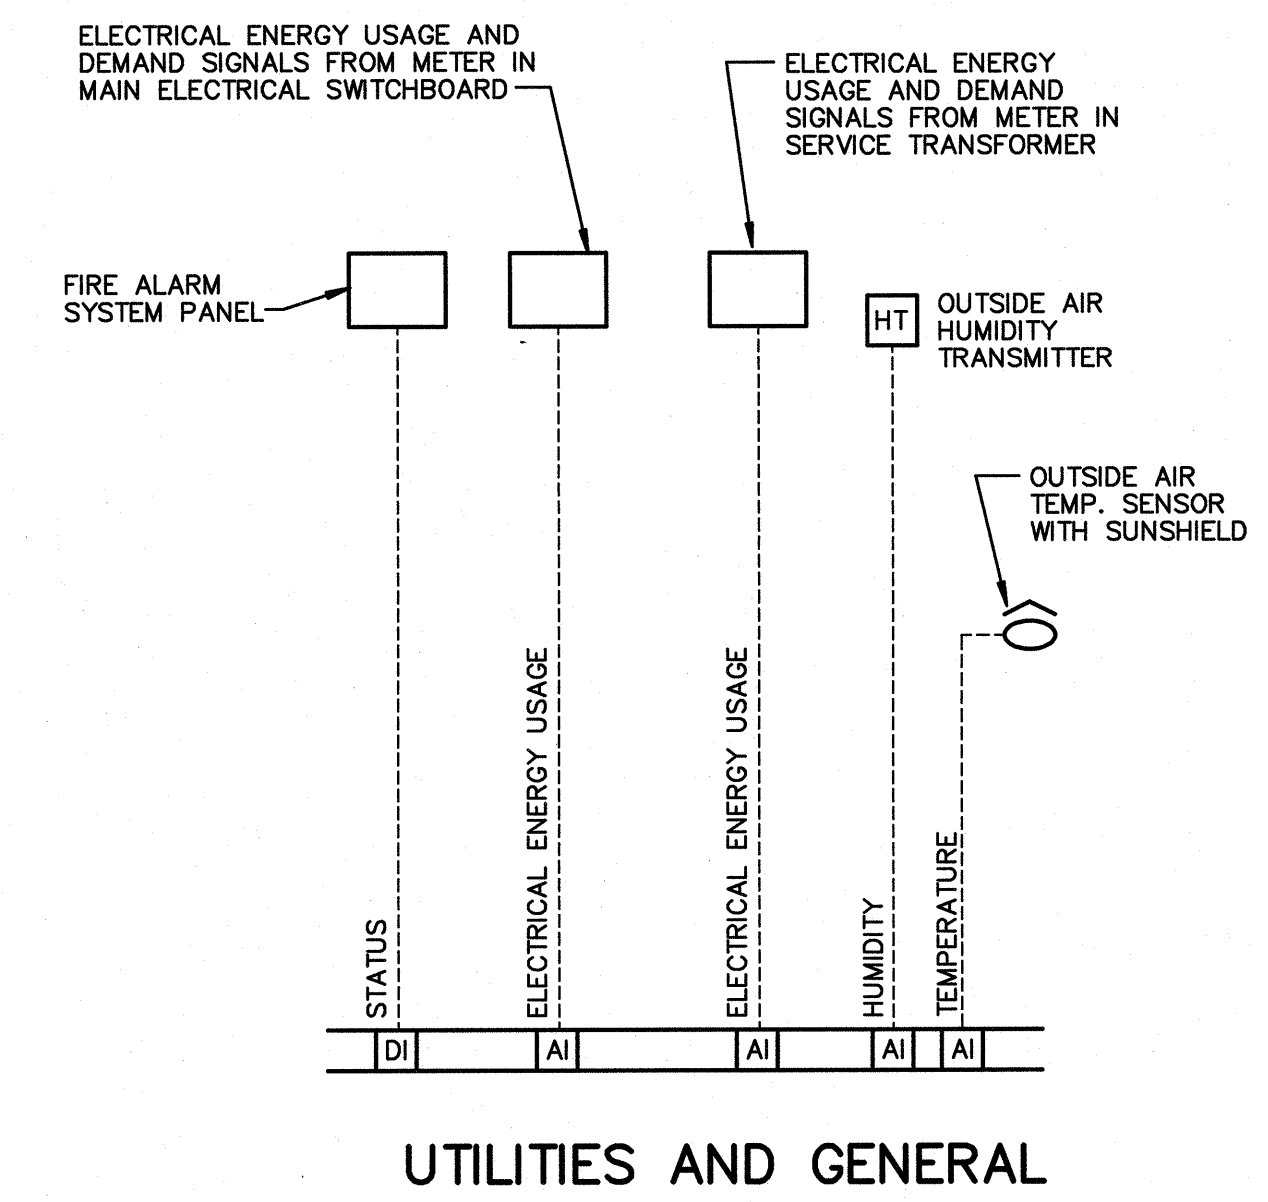 ELECTRICAL ENERGY USAGE AND
DEMAND SIGNALS FROM METER IN
MAIN ELECTRICAL SWITCHBOARD
ELECTRICAL ENERGY
USAGE AND DEMAND
SIGNALS FROM METER IN
SERVICE TRANSFORMER
FIRE ALARM
SYSTEM PANEL
HT
OUTSIDE AIR
HUMIDITY
TRANSMITTER
OUTSIDE AIR
TEMP. SENSOR
WITH SUNSHIELD
STATUS
ELECTRICAL ENERGY USAGE
ELECTRICAL ENERGY USAGE
HUMIDITY
TEMPERATURE
DI
AI
AI
AI
AI
UTILITIES AND GENERAL